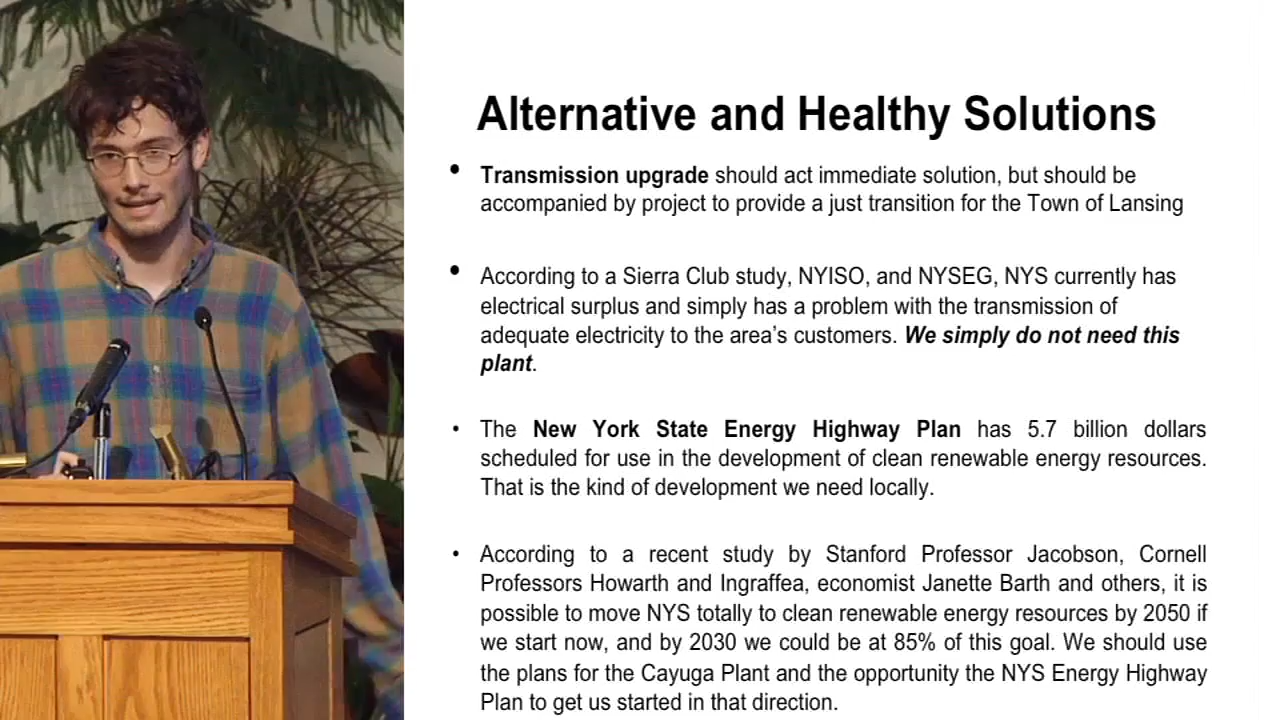 Alternative and Healthy Solutions
• Transmission upgrade should act immediate solution, but should be
accompanied by project to provide a just transition for the Town of Lansing
• According to a Sierra Club study, NYISO, and NYSEG, NYS currently has
electrical surplus and simply has a problem with the transmission of
adequate electricity to the area's customers. We simply do not need this
plant.
• The New York State Energy Highway Plan has 5.7 billion dollars
scheduled for use in the development of clean renewable energy resources.
That is the kind of development we need locally.
• According to a recent study by Stanford Professor Jacobson, Cornell
Professors Howarth and Ingraffea, economist Janette Barth and others, it is
possible to move NYS totally to clean renewable energy resources by 2050 if
we start now, and by 2030 we could be at 85% of this goal. We should use
the plans for the Cayuga Plant and the opportunity the NYS Energy Highway
Plan to get us started in that direction.